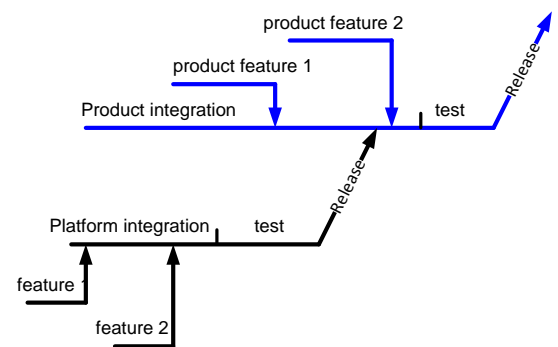 product feature 2
product feature 1
Release
Product integration
test
Release
Platform integration
test
feature 1
feature 2